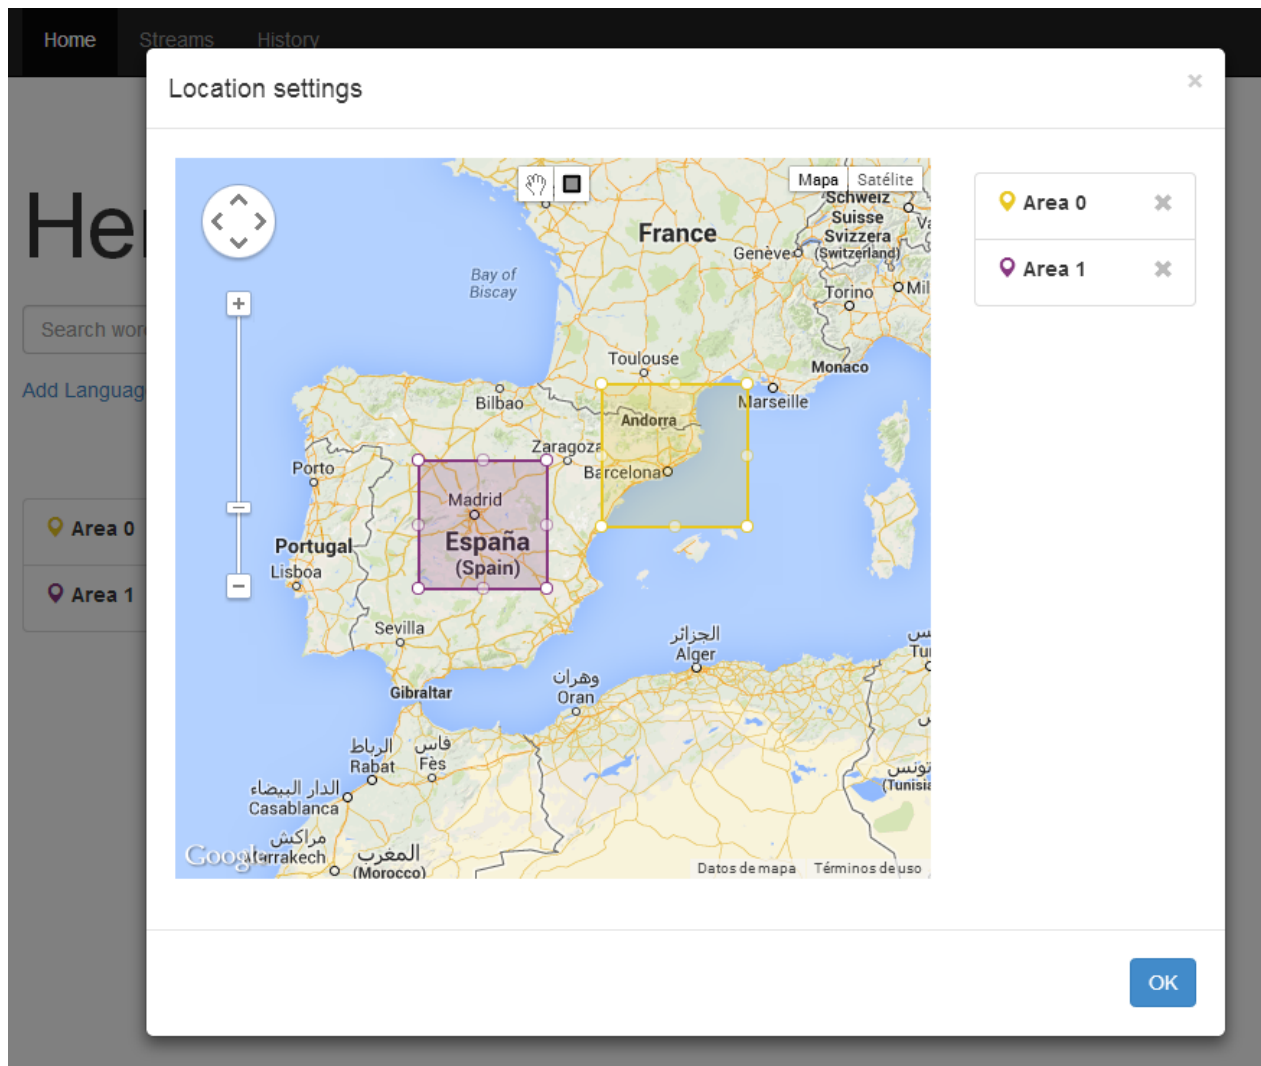 Home Streams History
Location settings
×
He
Search wor
Add Languag
Area 0
Area 1
Mapa Satélite
Area 0
Area 1
Schweiz
Suisse
Svizzera
(Switzerland)
France
Genève
Bay of
Biscay
Torino
Mil
Toulouse
Monaco
Marseille
Bilbao
Andorra
Zaragoza
Barcelona
Porto
Madrid
España
(Spain)
Portugal
Lisboa
Sevilla
الجزائر
Alger
Tu
Gibraltar
وهران
Oran
الرباط
Rabat
فاس
Fès
تونس
(Tunisia
الدار البيضاء
Casablanca
مراكش
Marrakech
المغرب
(Morocco)
Google
Datos de mapa Términos de uso
OK